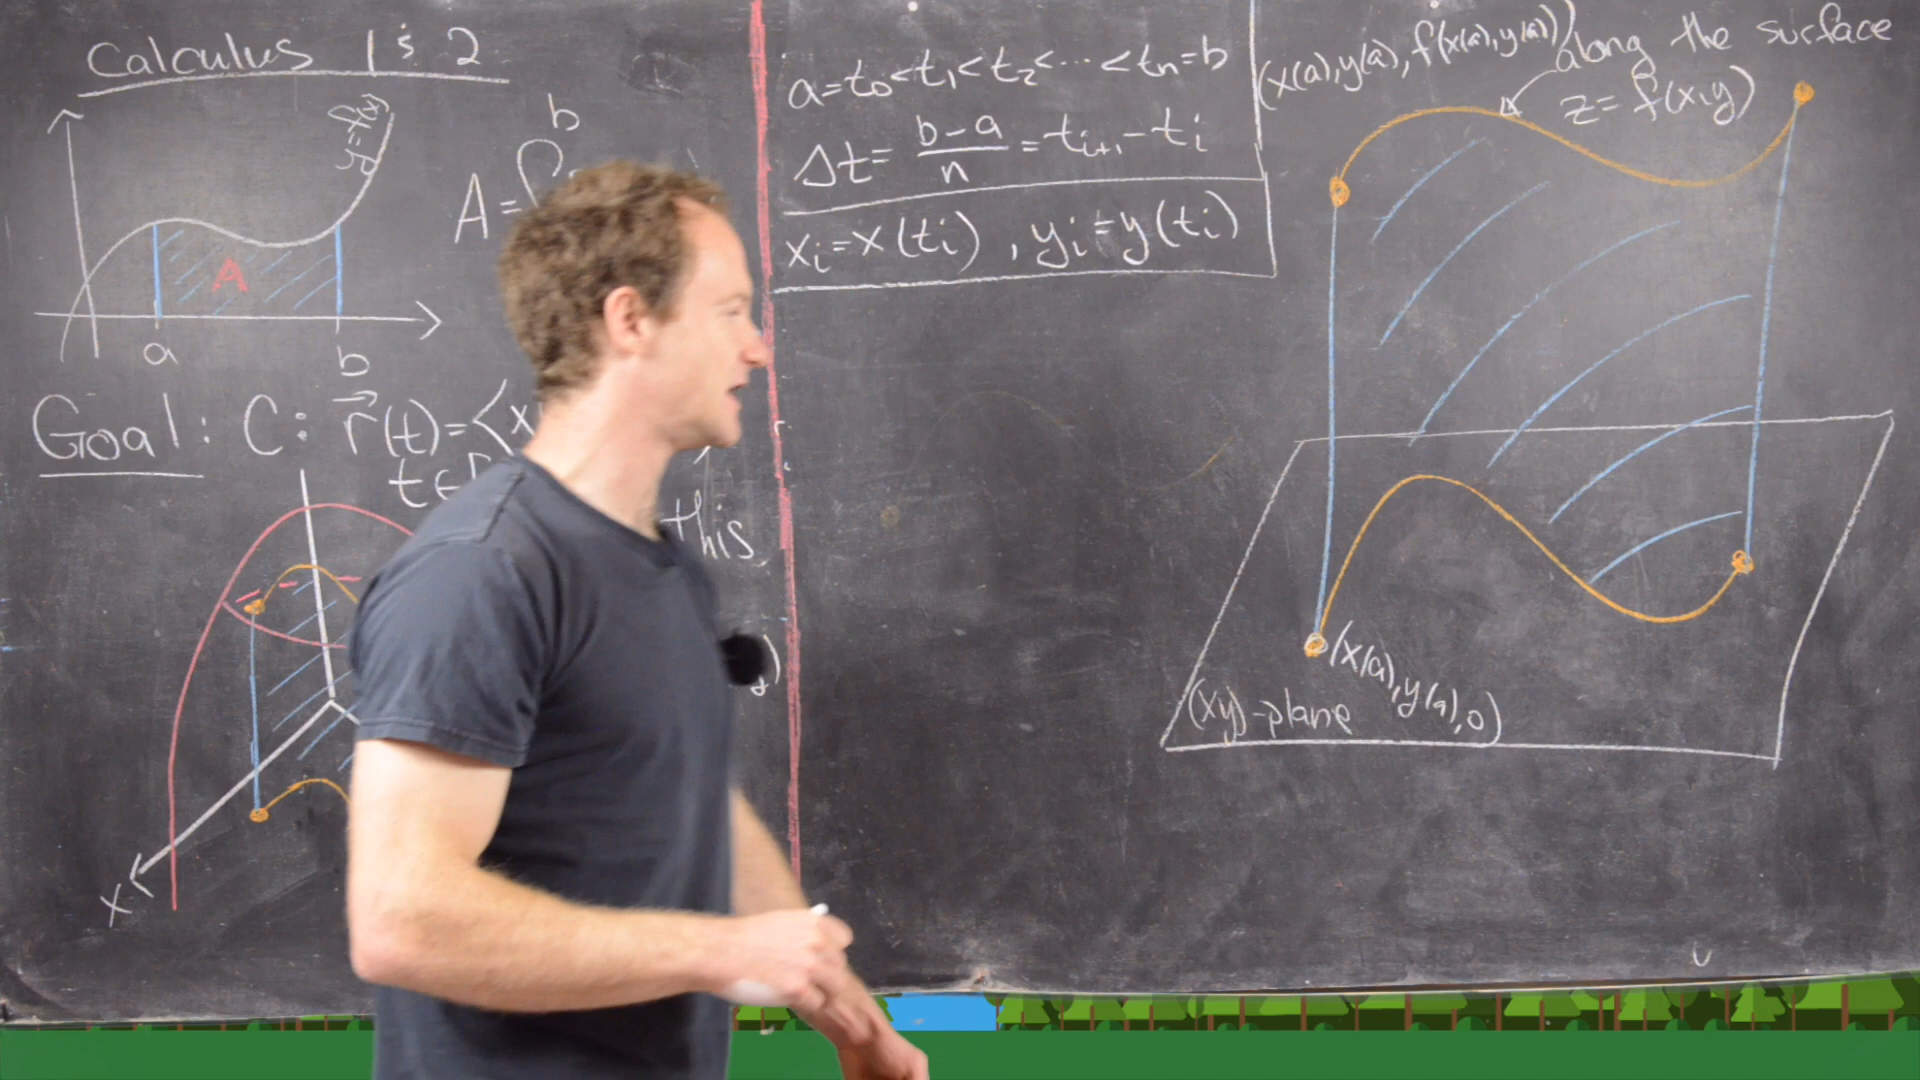 Calculus 1 & 2
y=f(x)
b
A=∫
A
a
b
Goal: C: r⃗(t)=<x
t∈[
this
x
a=t₀<t₁<t₂<···<tₙ=b
Δt= b-a/n =tᵢ₊₁-tᵢ
xᵢ=x(tᵢ), yᵢ=y(tᵢ)
(x(a),y(a),f(x(a),y(a)))
along the surface
z=f(x,y)
(x(a),y(a),0)
(xy)-plane